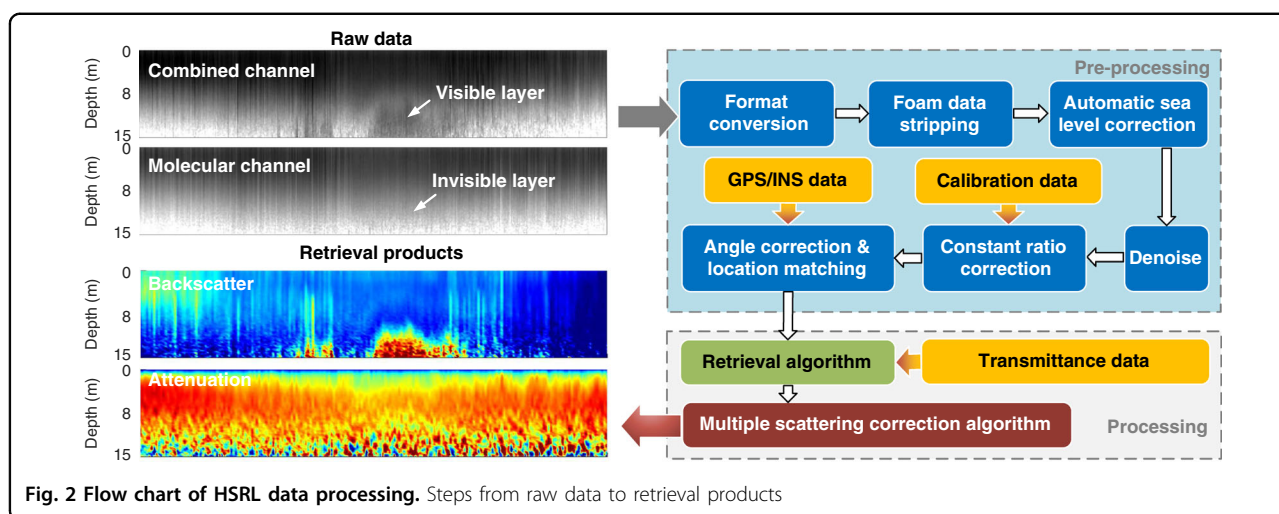 Raw data
Combined channel
Visible layer
Depth (m)
0
8
15
Molecular channel
Invisible layer
Depth (m)
0
8
15
Retrieval products
Backscatter
Depth (m)
0
8
15
Attenuation
Depth (m)
0
8
15
Pre-processing
Format
conversion
Foam data
stripping
Automatic sea
level correction
GPS/INS data
Calibration data
Angle correction &
location matching
Constant ratio
correction
Denoise
Retrieval algorithm
Transmittance data
Multiple scattering correction algorithm
Processing
Fig. 2 Flow chart of HSRL data processing. Steps from raw data to retrieval products